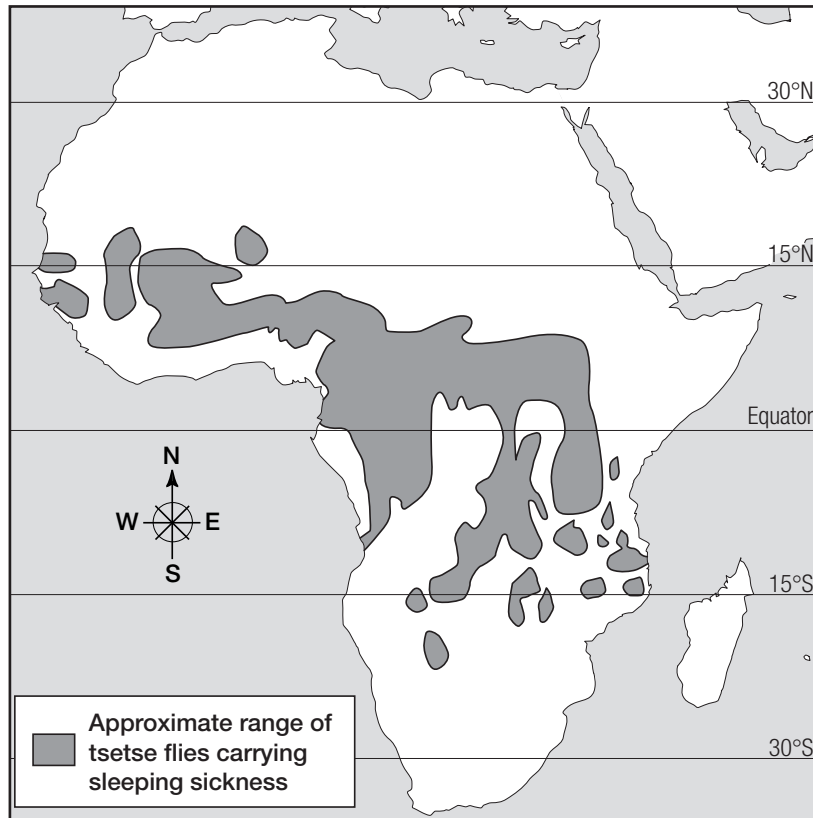 30°N
15°N
Equator
N
W
E
S
15°S
30°S
Approximate range of
tsetse flies carrying
sleeping sickness